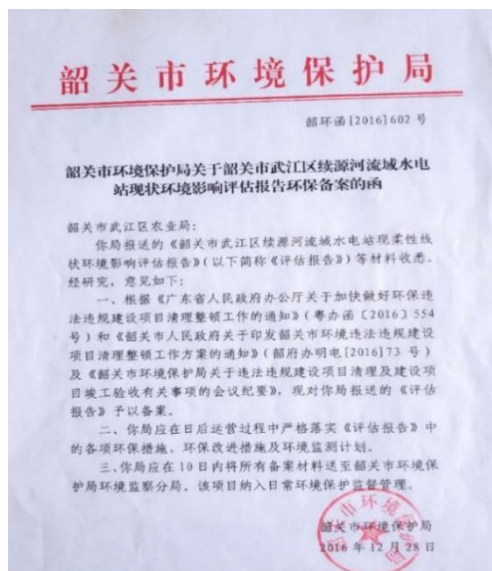 韶关市环境保护局
韶环函[2016]602 号
韶关市环境保护局关于韶关市武江区续源河流域水电
站现状环境影响评估报告环保备案的函
韶关市武江区农业局:
你局报送的《韶关市武江区续源河流域水电站现柔性线
状环境影响评估报告》(以下简称《评估报告》)等材料收悉。
经研究,意见如下:
一、根据《广东省人民政府办公厅关于加快做好环保违
法违规建设项目清理整顿工作的通知》(粤办函〔2016〕554
号)和《韶关市人民政府关于印发韶关市环境违法违规建设
项目清理整顿工作方案的通知》(韶府办明电[2016]73 号)
及《韶关市环境保护局关于违法违规建设项目清理及建设项
目竣工验收有关事项的会议纪要》,现对你局报送的《评估
报告》予以备案。
二、你局应在日后运营过程中严格落实《评估报告》中
的各项环保措施、环保改进措施及环境监测计划。
三、你局应在 10 日内将所有备案材料送至韶关市环境保
护局环境监察分局。该项目纳入日常环境保护监督管理。
韶关市环境保护局
2016 年 12 月 28 日